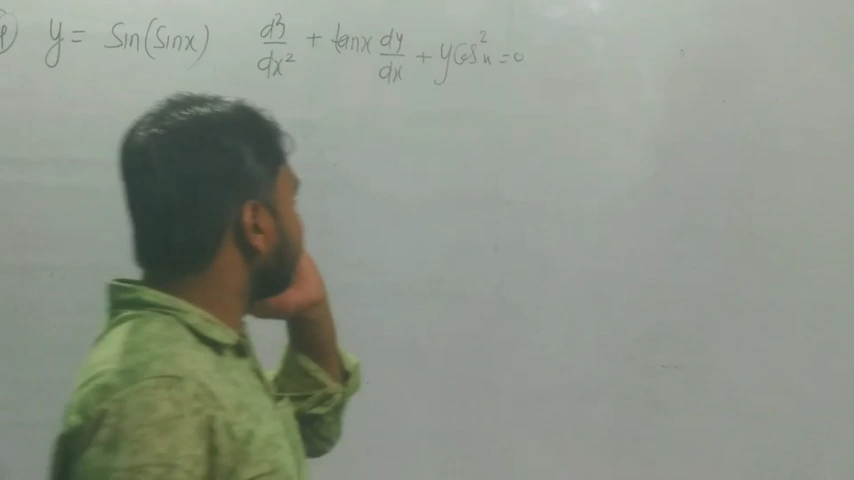 y = Sin(Sinx) d²y/dx² + tanx dy/dx + y Cos²x = 0